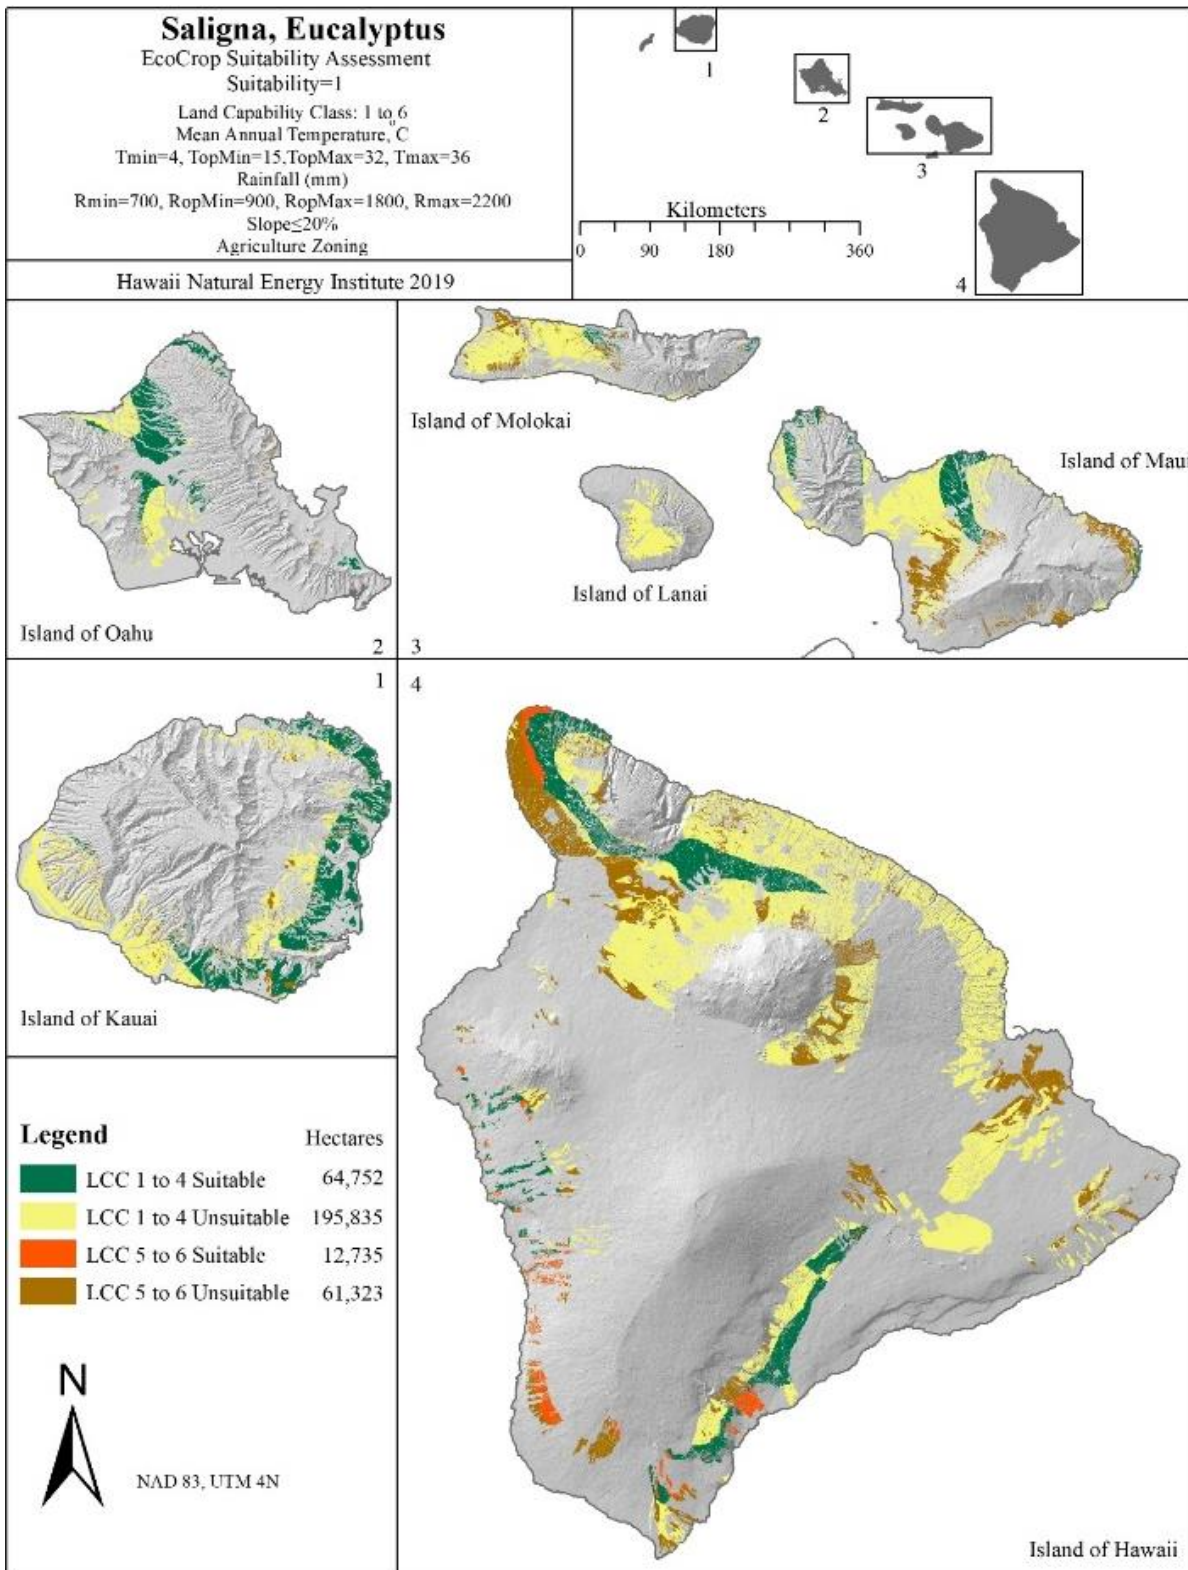 Saligna, Eucalyptus
EcoCrop Suitability Assessment
Suitability=1
Land Capability Class: 1 to 6
Mean Annual Temperature,°C
Tmin=4, TopMin=15,TopMax=32, Tmax=36
Rainfall (mm)
Rmin=700, RopMin=900, RopMax=1800, Rmax=2200
Slope≤20%
Agriculture Zoning
Hawaii Natural Energy Institute 2019
1
2
3
4
Kilometers
0 90 180 360
Island of Oahu
2
Island of Molokai
Island of Maui
Island of Lanai
3
1
Island of Kauai
4
Island of Hawaii
Legend Hectares
LCC 1 to 4 Suitable 64,752
LCC 1 to 4 Unsuitable 195,835
LCC 5 to 6 Suitable 12,735
LCC 5 to 6 Unsuitable 61,323
N
NAD 83, UTM 4N